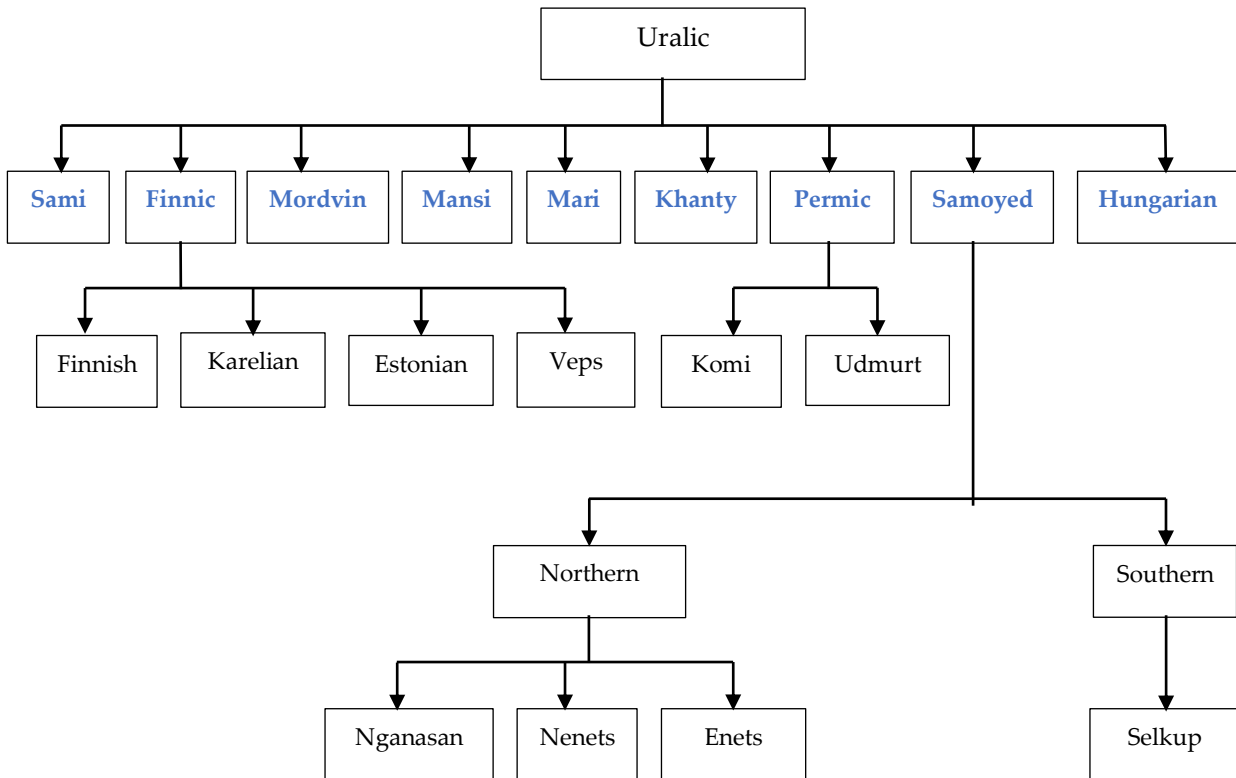 Uralic
Sami Finnic Mordvin Mansi Mari Khanty Permic Samoyed Hungarian
Finnish Karelian Estonian Veps Komi Udmurt
Northern Southern
Nganasan Nenets Enets Selkup